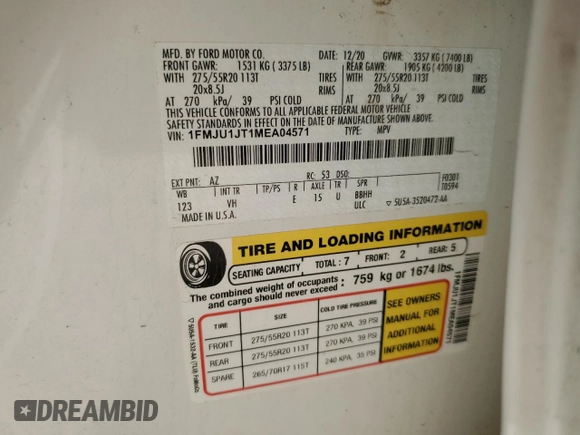 MFD. BY FORD MOTOR CO.
DATE: 12/20 GVWR: 3357 KG (7400 LB)
FRONT GAWR: 1531 KG (3375 LB) REAR GAWR: 1905 KG (4200 LB)
WITH 275/55R20 113T TIRES WITH 275/55R20 113T TIRES
20x8.5J RIMS 20x8.5J RIMS
AT 270 kPa/ 39 PSI COLD AT 270 kPa/ 39 PSI COLD
THIS VEHICLE CONFORMS TO ALL APPLICABLE FEDERAL MOTOR VEHICLE
SAFETY STANDARDS IN EFFECT ON THE DATE OF MANUFACTURE SHOWN ABOVE.
VIN: 1FMJU1JT1MEA04571 TYPE: MPV
EXT PNT: AZ RC: 53 DSO: F0301
WB INT TR TP/PS R AXLE TR SPR T0594
123 VH E 15 U BBHH
MADE IN U.S.A. ULC ▽ 5U5A-3520472-AA
TIRE AND LOADING INFORMATION
SEATING CAPACITY TOTAL: 7 FRONT: 2 REAR: 5
The combined weight of occupants and cargo should never exceed : 759 kg or 1674 lbs.
TIRE SIZE COLD TIRE PRESSURE
FRONT 275/55R20 113T 270 KPA, 39 PSI
REAR 275/55R20 113T 270 KPA, 39 PSI
SPARE 265/70R17 115T 240 KPA, 35 PSI
SEE OWNERS
MANUAL FOR
ADDITIONAL
INFORMATION
1FMJU1JT1MEA04571
DREAMBID